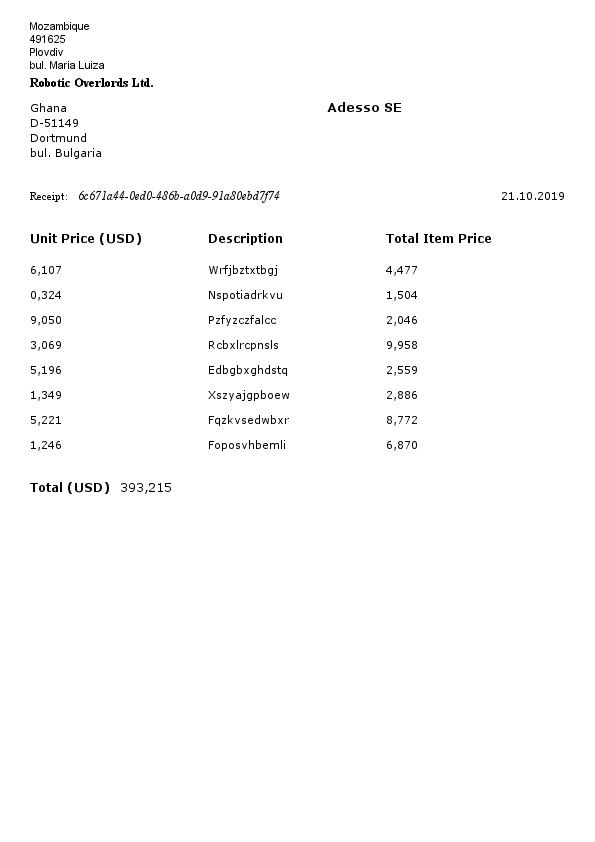 Mozambique
491625
Plovdiv
bul. Maria Luiza
Robotic Overlords Ltd.
Ghana
Adesso SE
D-51149
Dortmund
bul. Bulgaria
Receipt: 6c671a44-0ed0-486b-a0d9-91a80ebd7f74 21.10.2019
Unit Price (USD) Description Total Item Price
6,107 Wrfjbztxtbgj 4,477
0,324 Nspotiadrkvu 1,504
9,050 Pzfyzczfalcc 2,046
3,069 Rcbxlrcpnsls 9,958
5,196 Edbgbxghdstq 2,559
1,349 Xszyajgpboew 2,886
5,221 Fqzkvsedwbxr 8,772
1,246 Foposvhbemli 6,870
Total (USD) 393,215